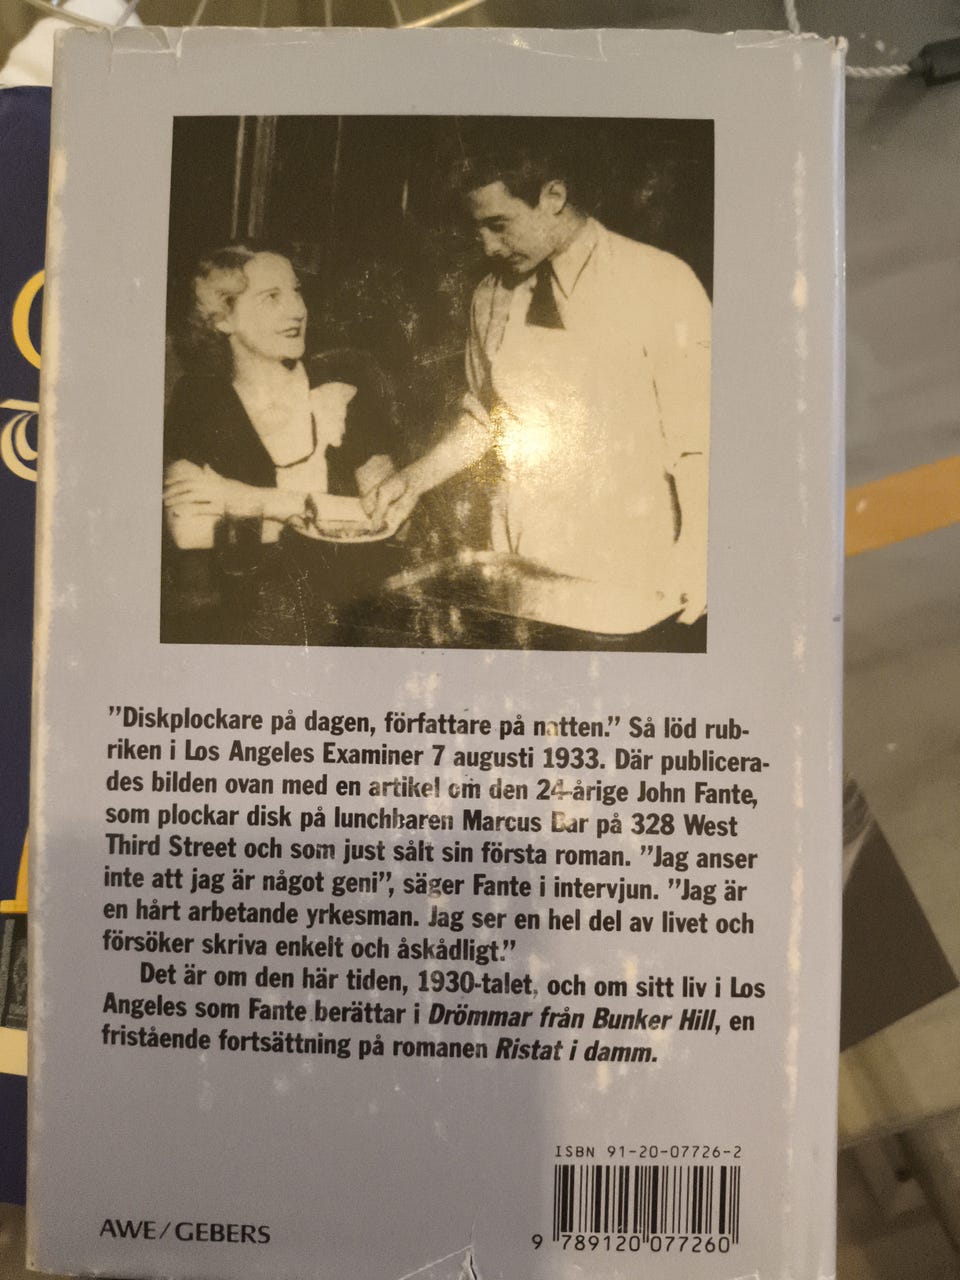 ”Diskplockare på dagen, författare på natten.” Så löd rub-
riken i Los Angeles Examiner 7 augusti 1933. Där publicera-
des bilden ovan med en artikel om den 24-årige John Fante,
som plockar disk på lunchbaren Marcus Bar på 328 West
Third Street och som just sålt sin första roman. ”Jag anser
inte att jag är något geni”, säger Fante i intervjun. ”Jag är
en hårt arbetande yrkesman. Jag ser en hel del av livet och
försöker skriva enkelt och åskådligt.”
Det är om den här tiden, 1930-talet, och om sitt liv i Los
Angeles som Fante berättar i Drömmar från Bunker Hill, en
fristående fortsättning på romanen Ristat i damm.
ISBN 91-20-07726-2
AWE/GEBERS
9 789120 077260